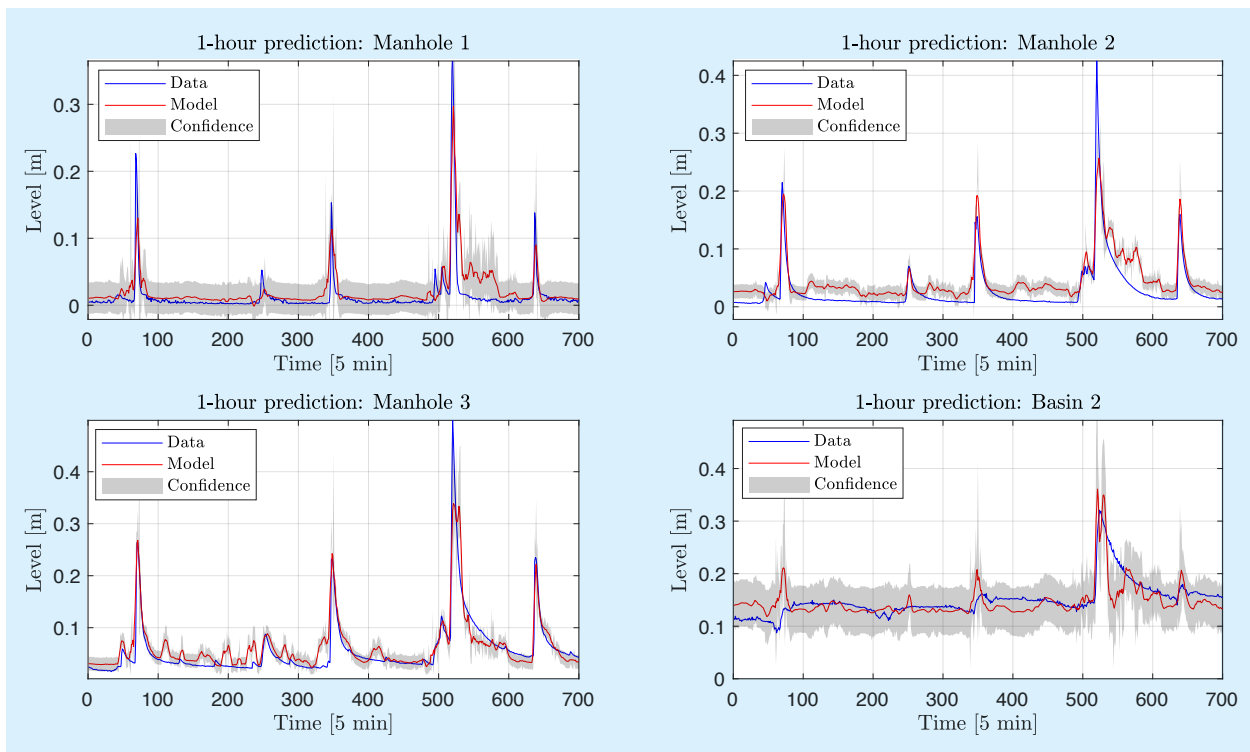 1-hour prediction: Manhole 1
Data
Model
Confidence
Level [m]
0.3
0.2
0.1
0
0 100 200 300 400 500 600 700
Time [5 min]
1-hour prediction: Manhole 2
Data
Model
Confidence
Level [m]
0.4
0.3
0.2
0.1
0
0 100 200 300 400 500 600 700
Time [5 min]
1-hour prediction: Manhole 3
Data
Model
Confidence
Level [m]
0.4
0.3
0.2
0.1
0 100 200 300 400 500 600 700
Time [5 min]
1-hour prediction: Basin 2
Data
Model
Confidence
Level [m]
0.4
0.3
0.2
0.1
0
0 100 200 300 400 500 600 700
Time [5 min]